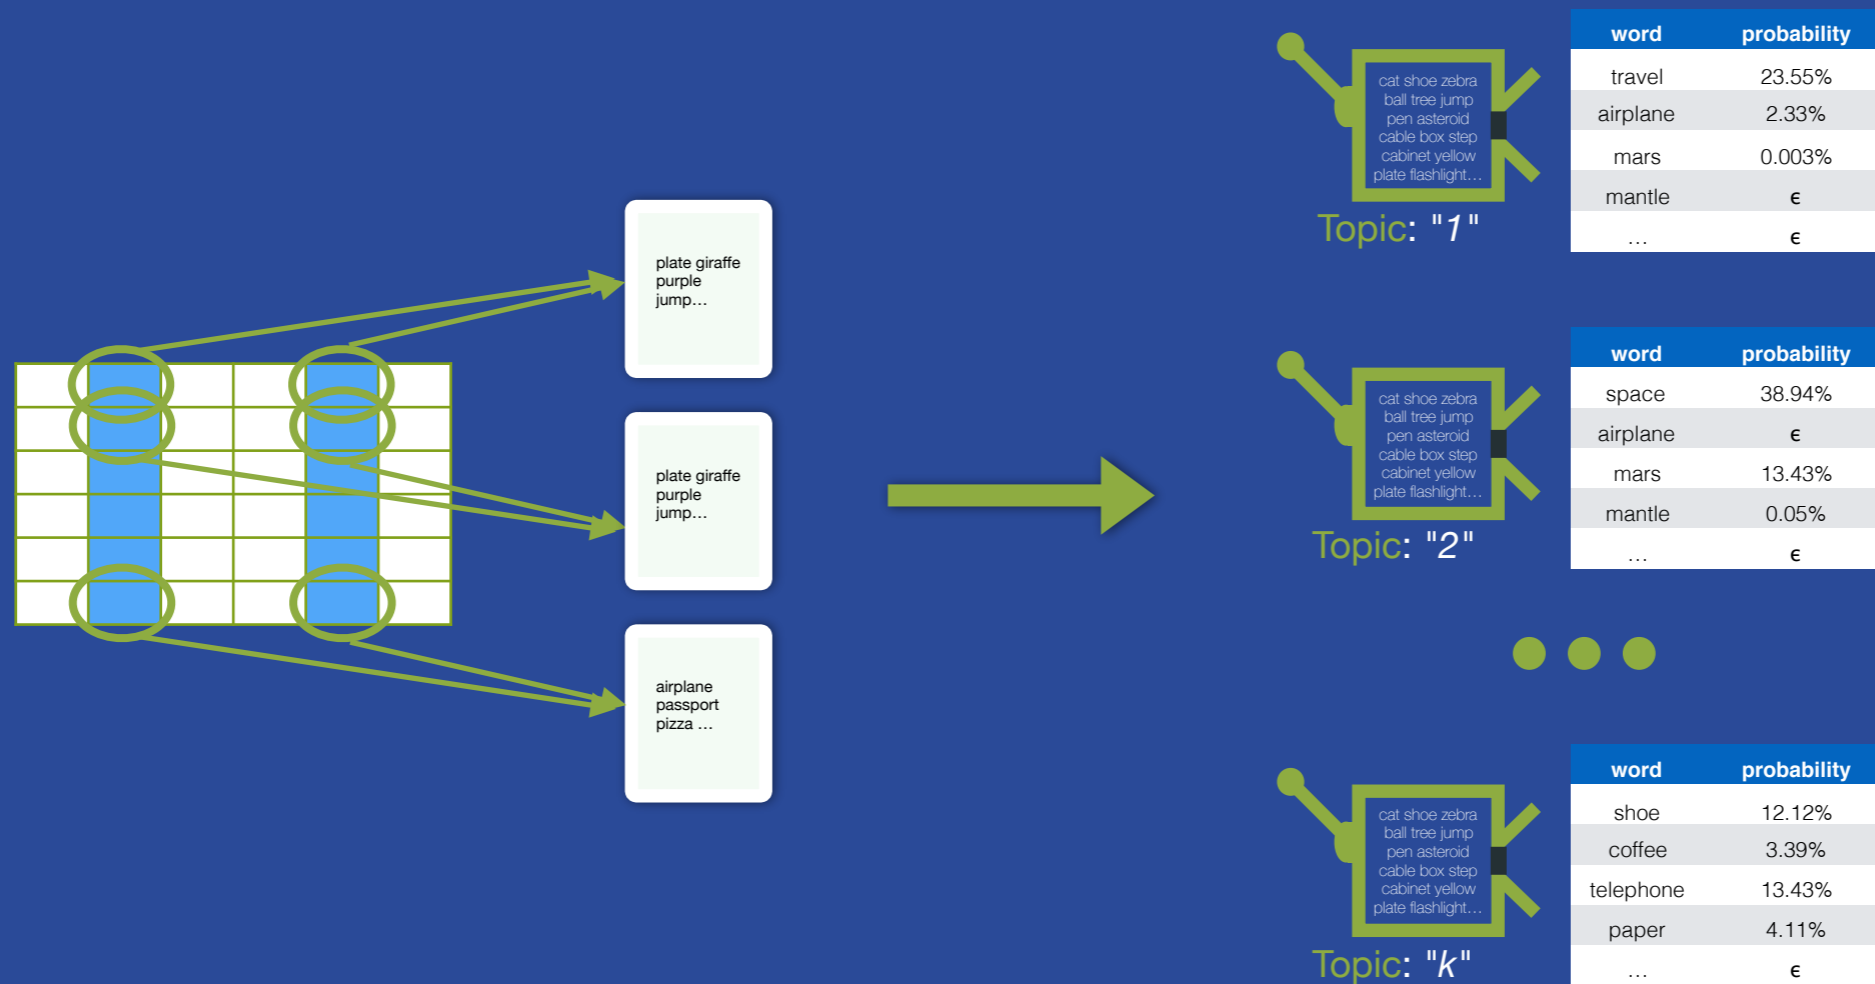 plate giraffe
purple
jump…
plate giraffe
purple
jump…
airplane
passport
pizza …
cat shoe zebra
ball tree jump
pen asteroid
cable box step
cabinet yellow
plate flashlight…
Topic: "1"
word probability
travel 23.55%
airplane 2.33%
mars 0.003%
mantle ϵ
… ϵ
cat shoe zebra
ball tree jump
pen asteroid
cable box step
cabinet yellow
plate flashlight…
Topic: "2"
word probability
space 38.94%
airplane ϵ
mars 13.43%
mantle 0.05%
… ϵ
cat shoe zebra
ball tree jump
pen asteroid
cable box step
cabinet yellow
plate flashlight…
Topic: "k"
word probability
shoe 12.12%
coffee 3.39%
telephone 13.43%
paper 4.11%
… ϵ